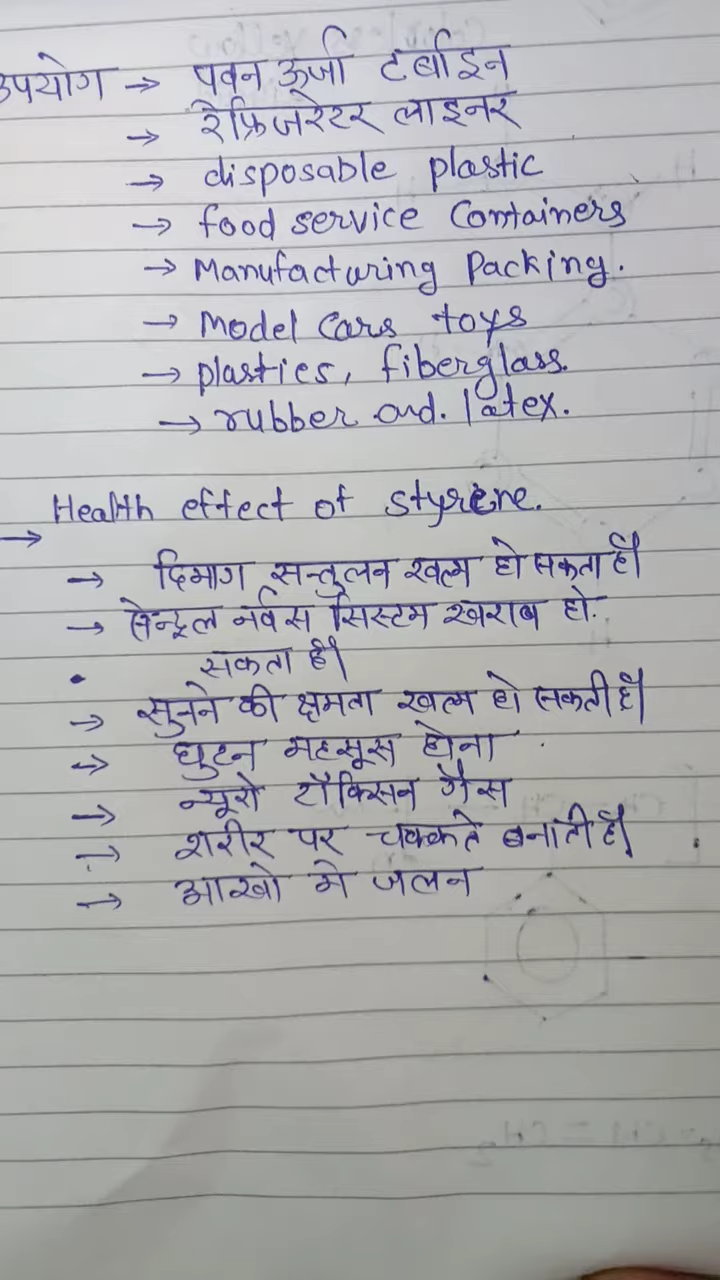 उपयोग → पवन ऊर्जा टर्बाइन
→ रेफ्रिजरेटर लाइनर
→ disposable plastic
→ food service Containers
→ Manufacturing Packing.
→ Model Cars toys
→ plasties, fiberglass.
→ rubber and. latex.
Health effect of styrene.
→
→ दिमाग सन्तुलन खत्म हो सकता है।
→ सेन्ट्रल नर्वस सिस्टम खराब हो
सकता है।
→ सुनने की क्षमता खत्म हो सकती है।
→ घुटन महसूस होना
→ न्यूरो टॉक्सिन गैस
→ शरीर पर चक्कते बनाती है।
→ आखो मे जलन